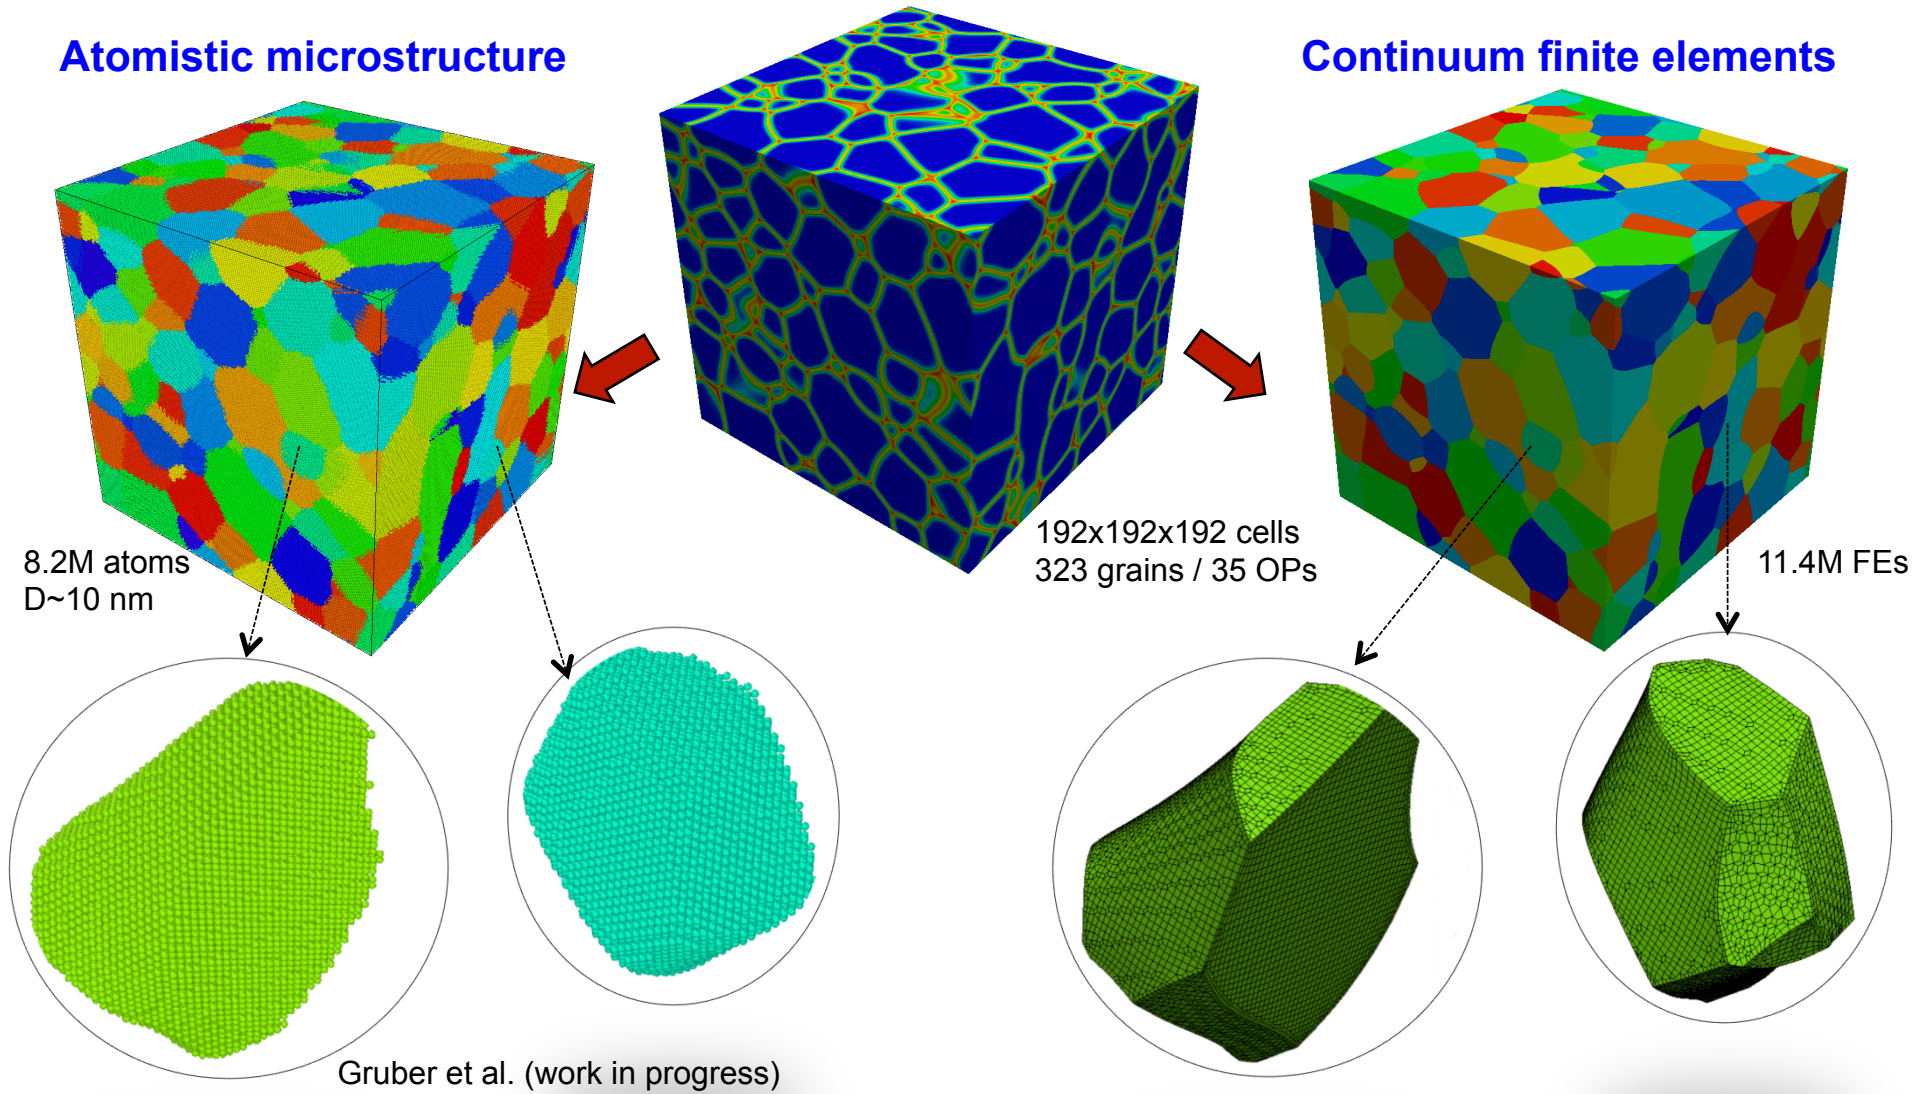 Atomistic microstructure
Continuum finite elements
8.2M atoms
D~10 nm
192x192x192 cells
323 grains / 35 OPs
11.4M FEs
Gruber et al. (work in progress)